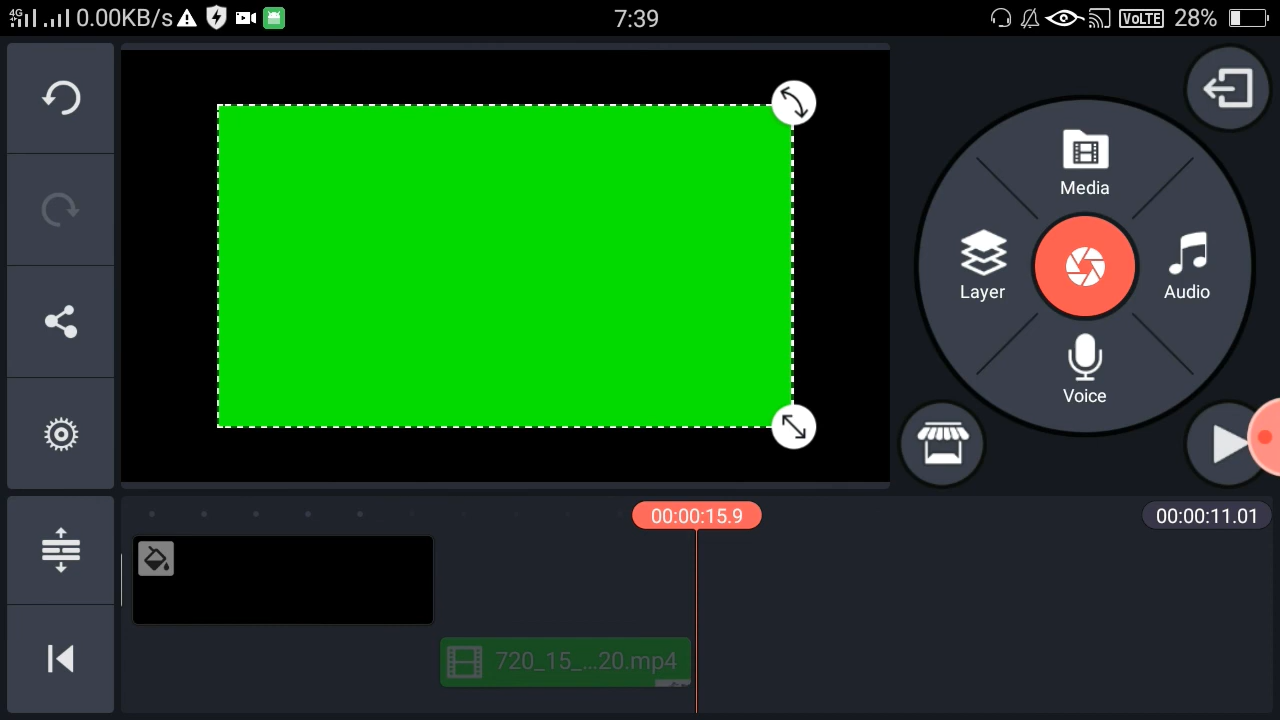 4G 0.00KB/s 7:39 VoLTE 28%
Media
Layer
Audio
Voice
00:00:15.9
00:00:11.01
720_15_...20.mp4